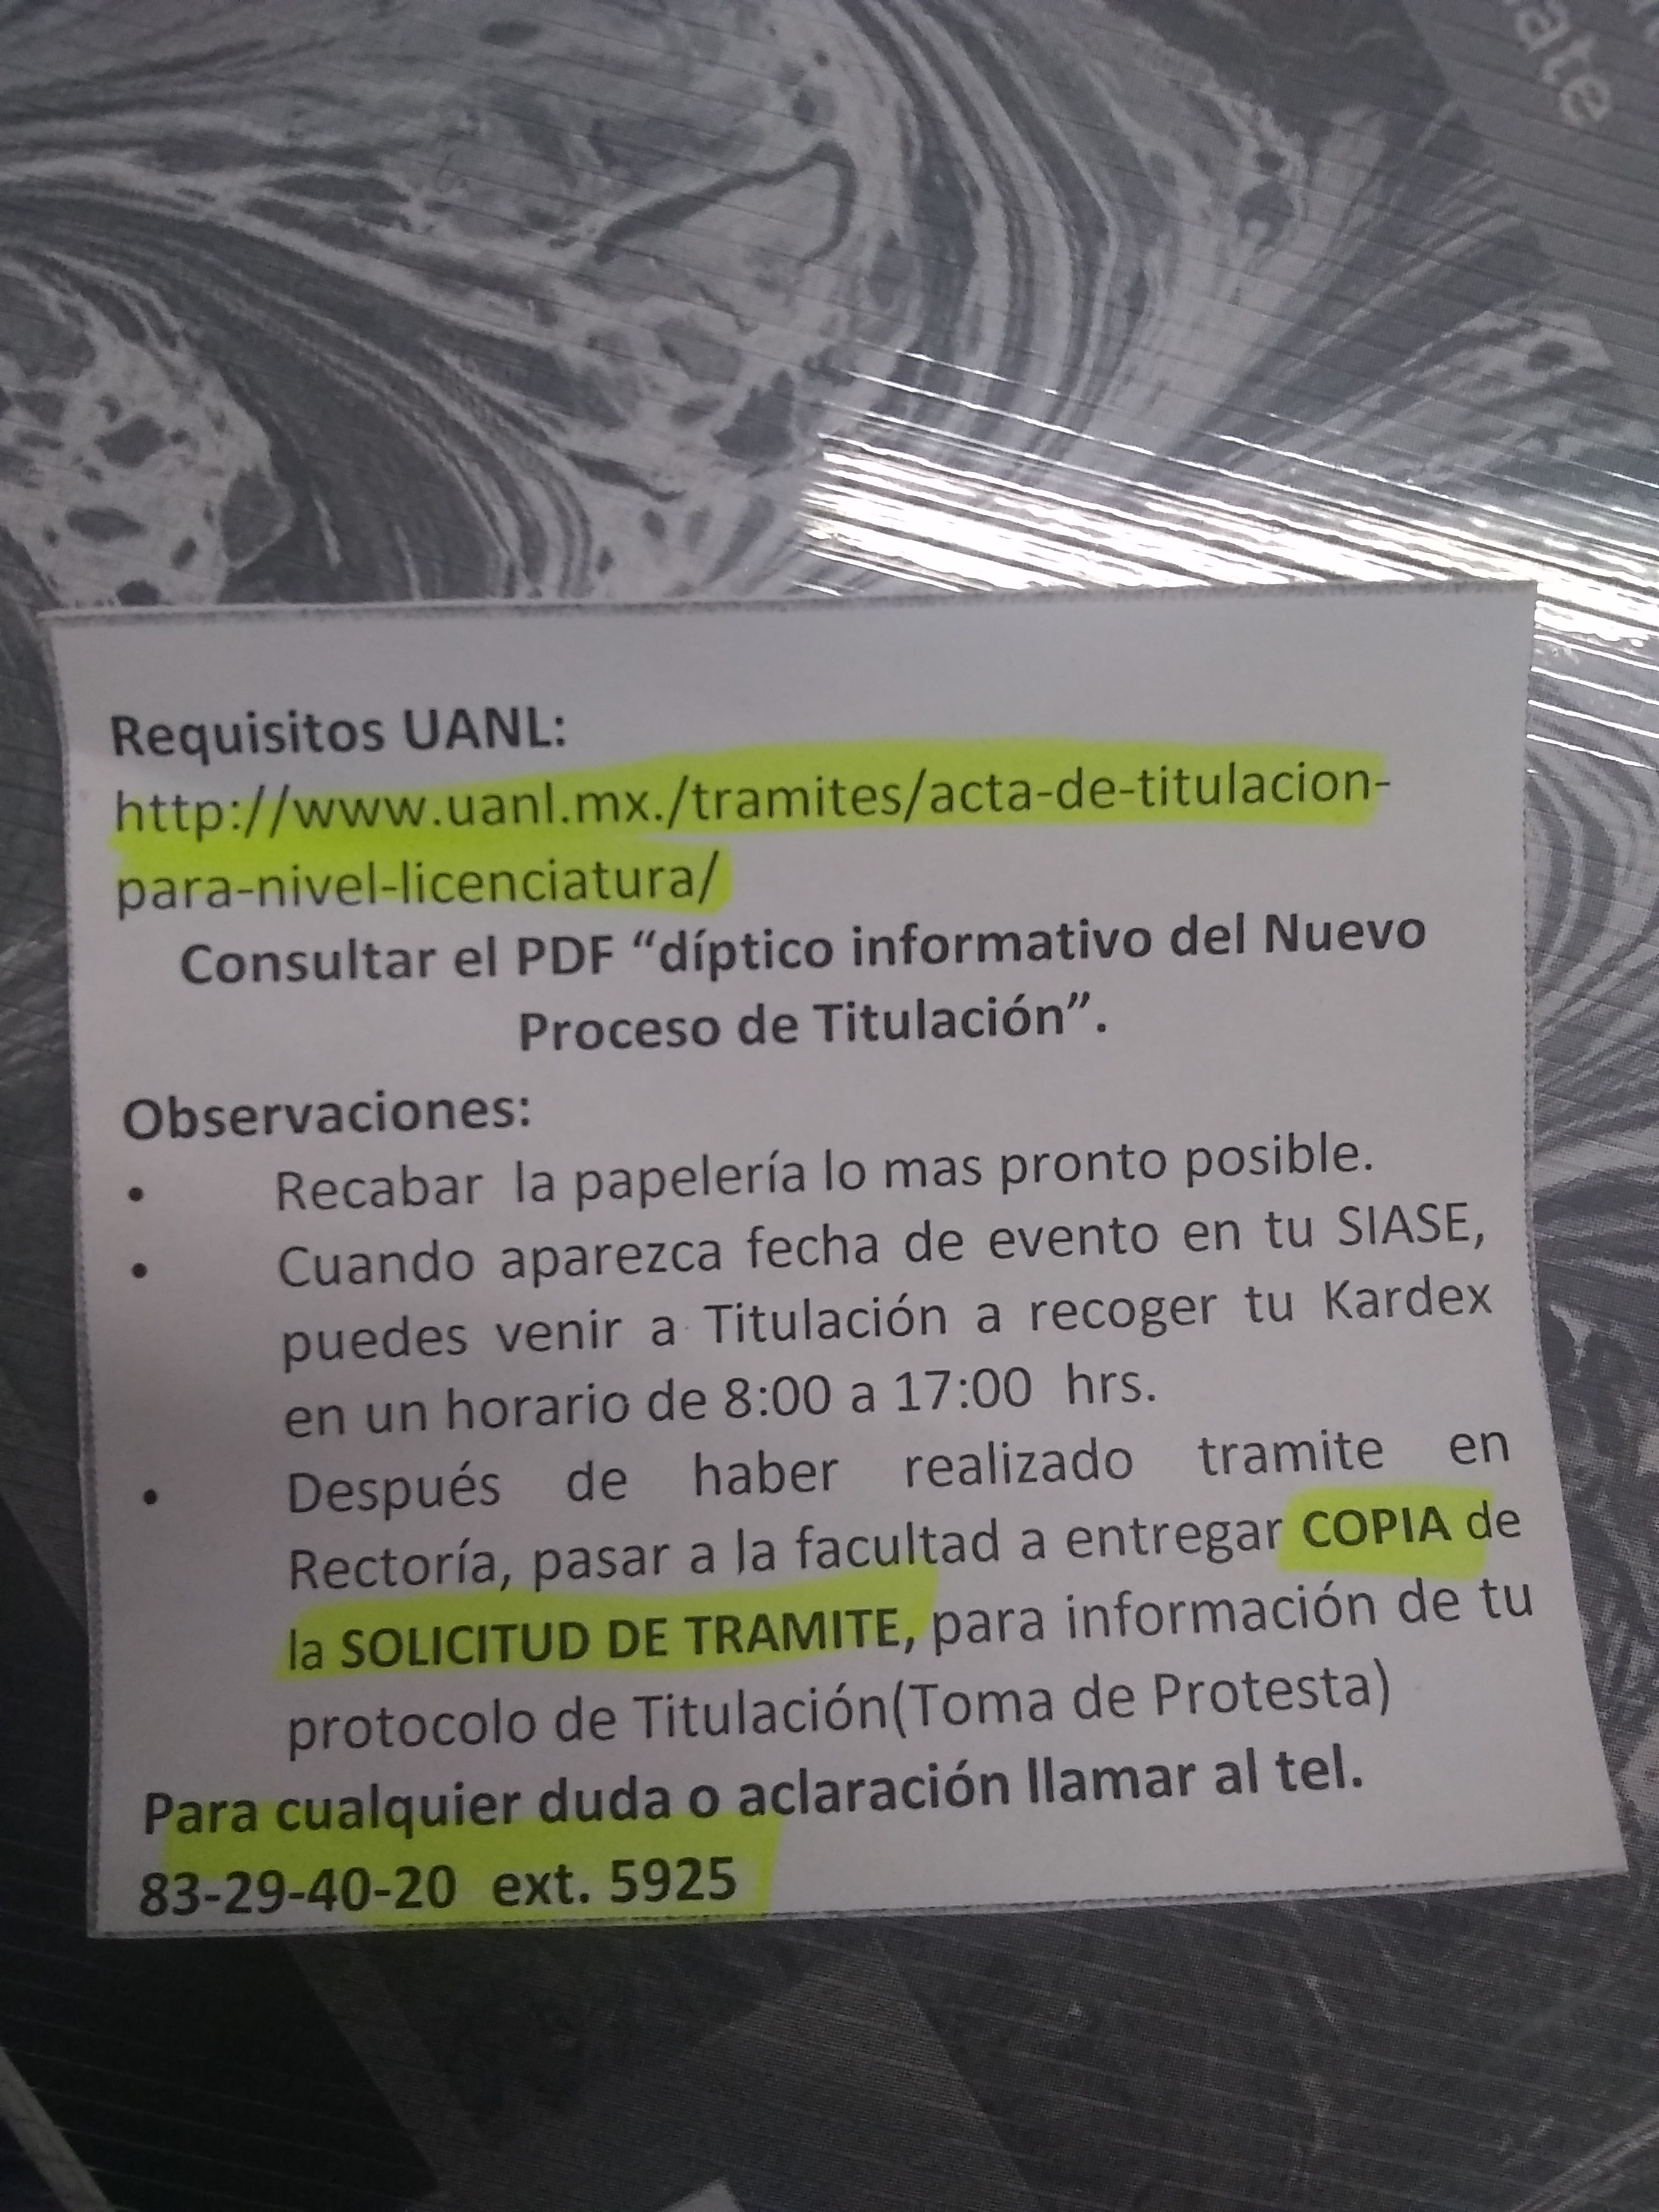 ate
Requisitos UANL:
http://www.uanl.mx./tramites/acta-de-titulacion-
para-nivel-licenciatura/
Consultar el PDF “díptico informativo del Nuevo
Proceso de Titulación”.
Observaciones:
• Recabar la papelería lo mas pronto posible.
• Cuando aparezca fecha de evento en tu SIASE,
puedes venir a Titulación a recoger tu Kardex
en un horario de 8:00 a 17:00 hrs.
• Después de haber realizado tramite en
Rectoría, pasar a la facultad a entregar COPIA de
la SOLICITUD DE TRAMITE, para información de tu
protocolo de Titulación(Toma de Protesta)
Para cualquier duda o aclaración llamar al tel.
83-29-40-20 ext. 5925